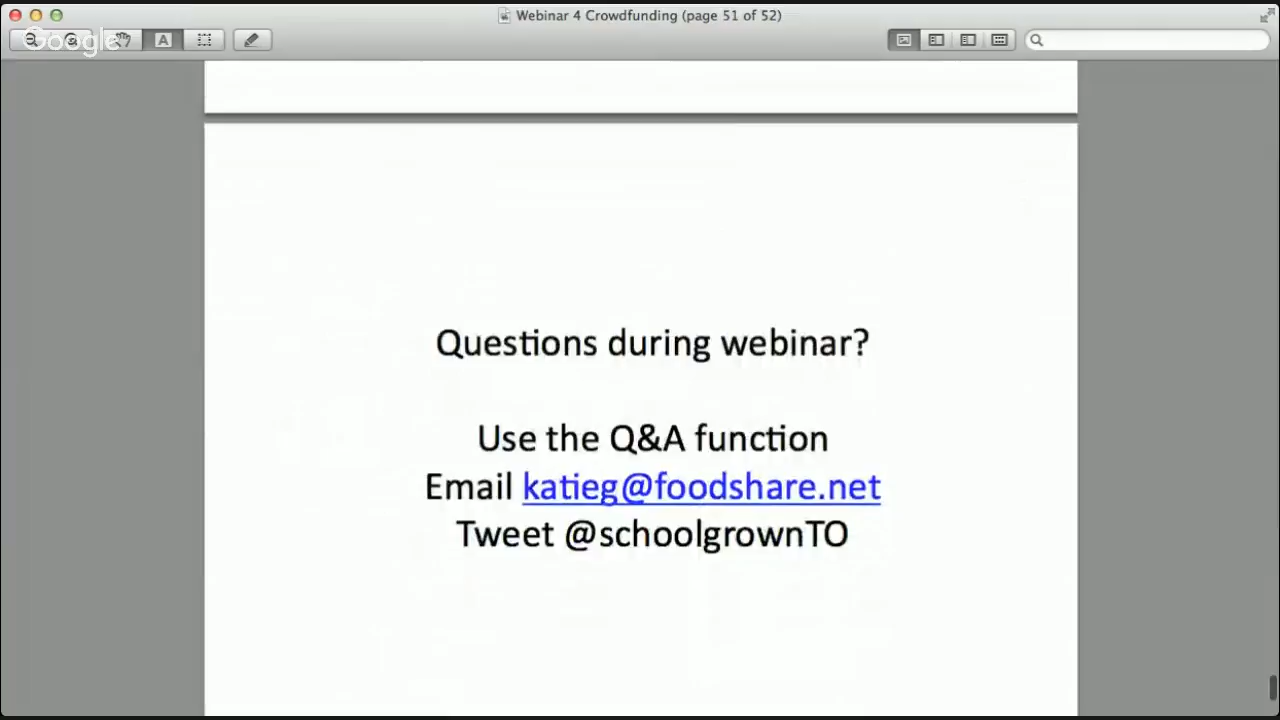 Webinar 4 Crowdfunding (page 51 of 52)
Google
A
Questions during webinar?
Use the Q&A function
Email katieg@foodshare.net
Tweet @schoolgrownTO